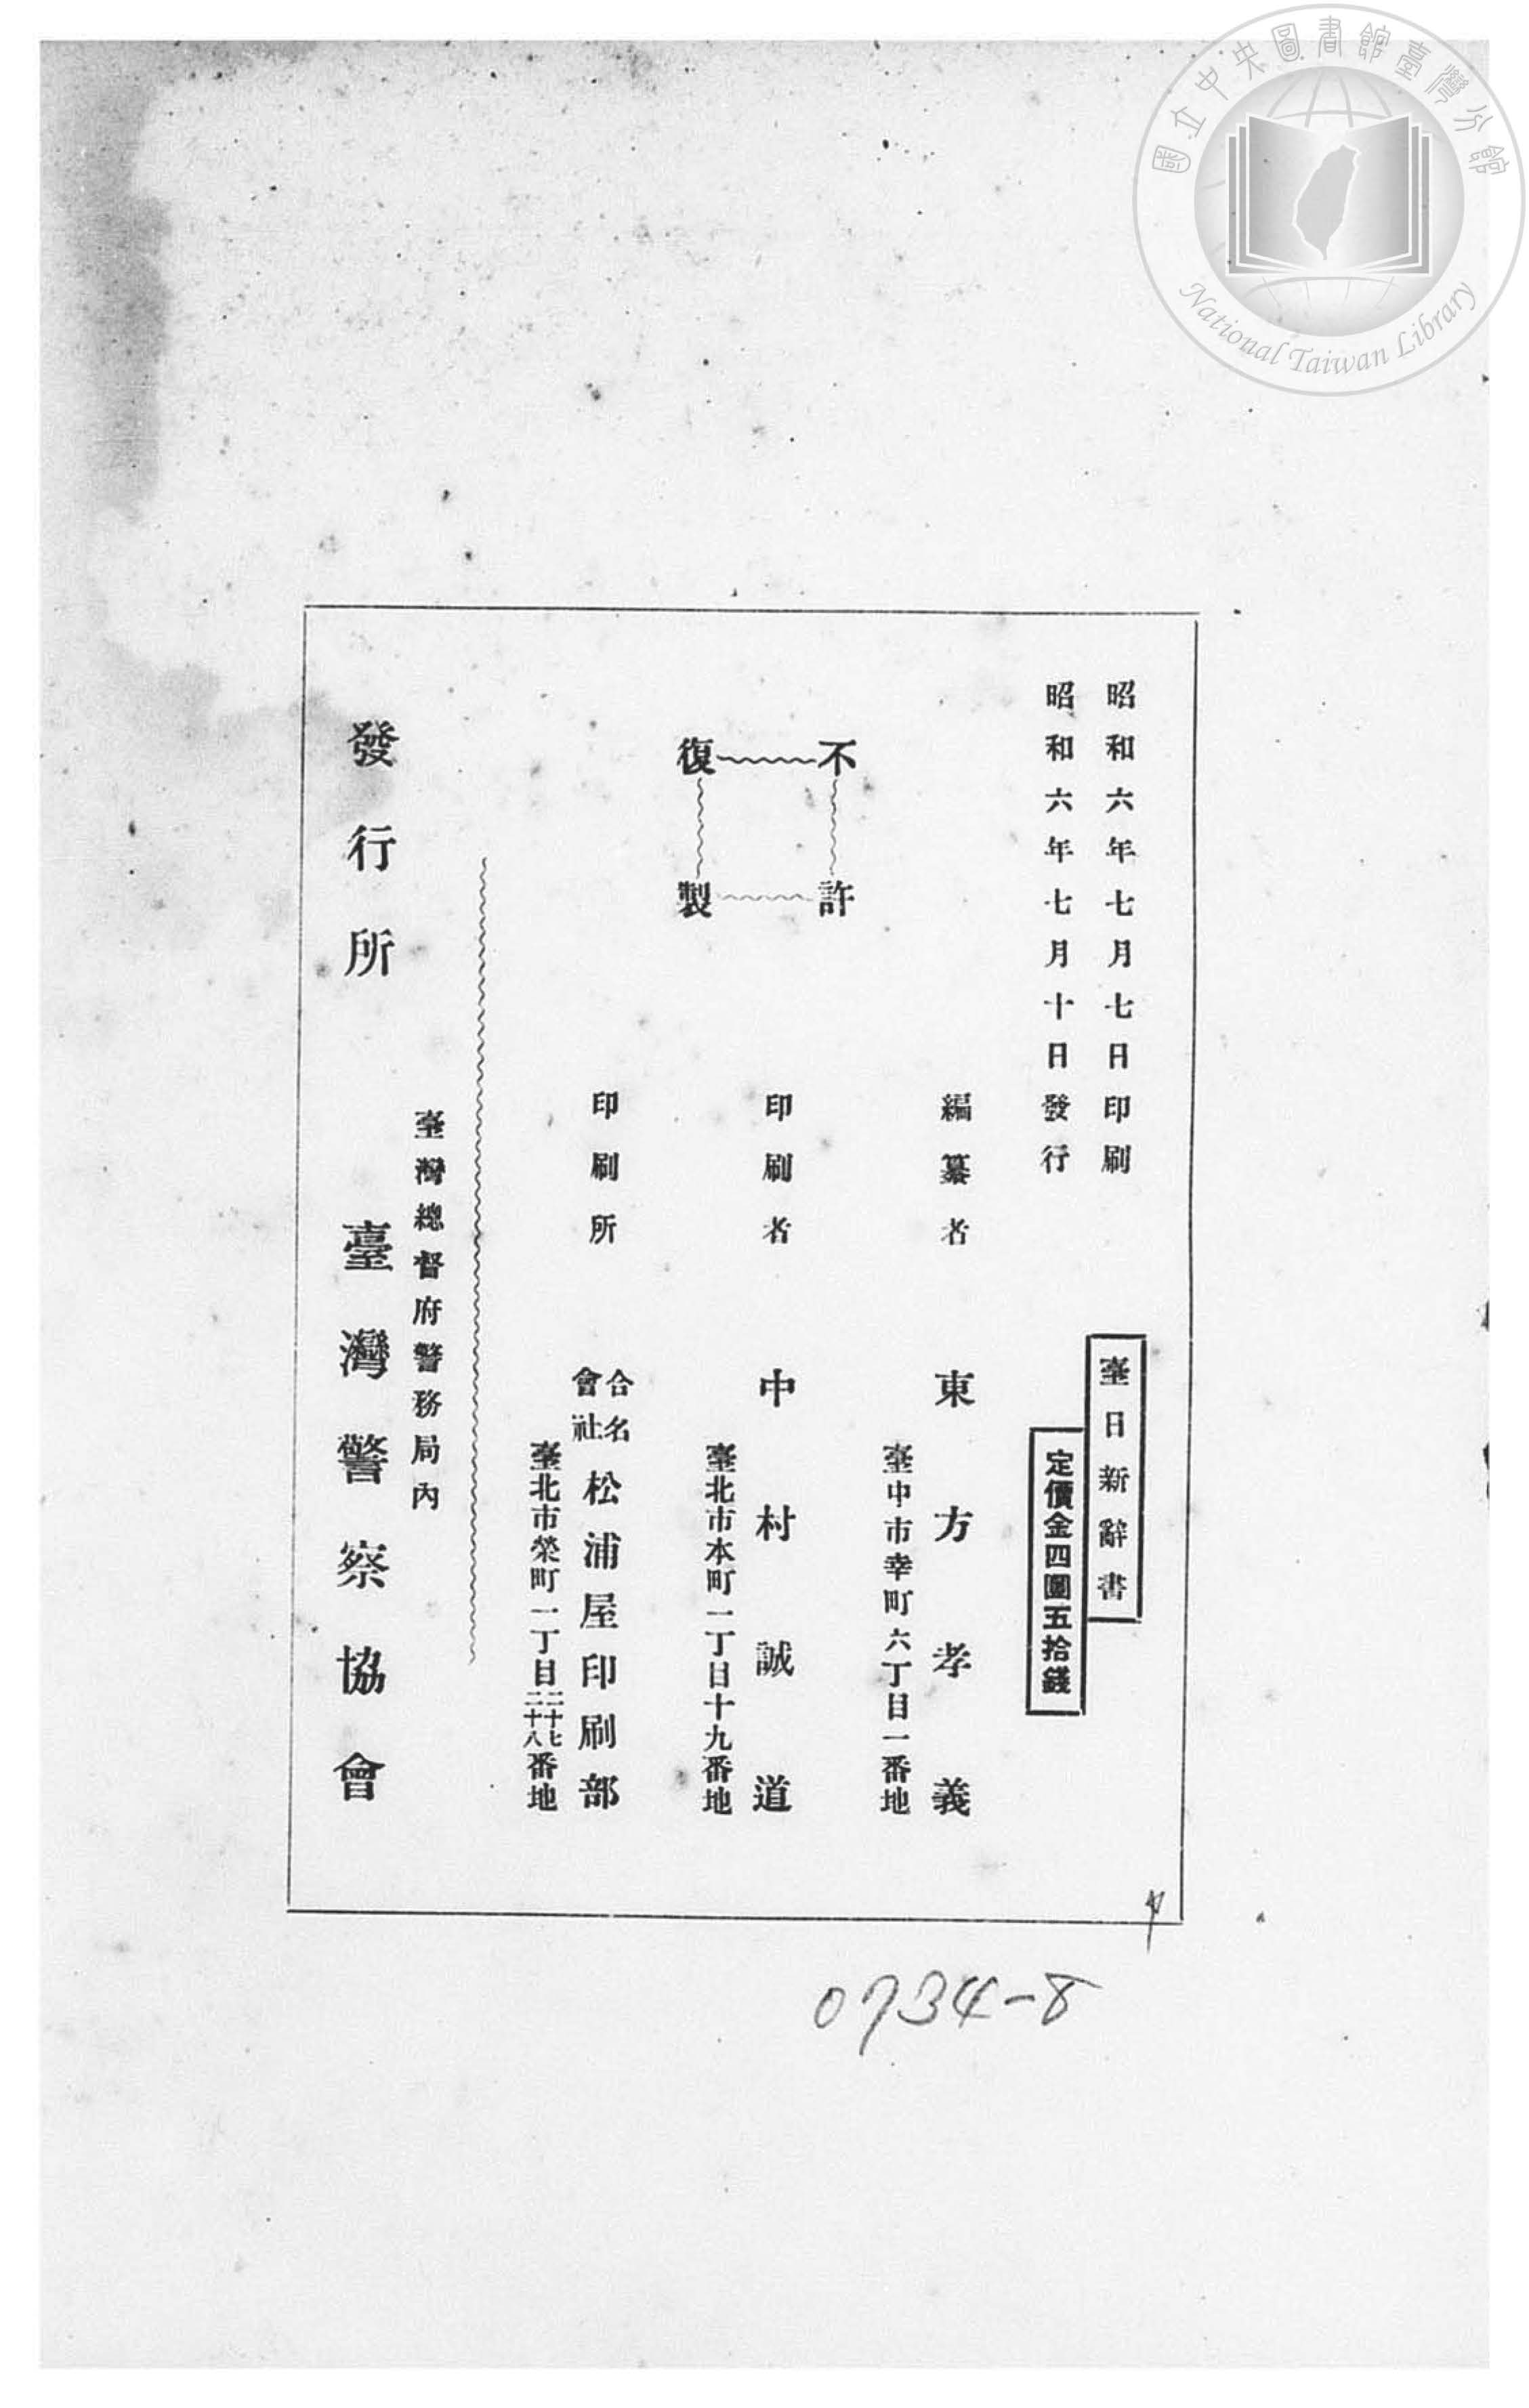 國立中央圖書館臺灣分館
National Taiwan Library
昭和六年七月七日印刷
昭和六年七月十日發行
臺日新辭書
定價金四圓五拾錢
編纂者 東方孝義
臺中市幸町六丁目一番地
不許
復製
印刷者 中村誠道
臺北市本町二丁目十九番地
印刷所 合名會社 松浦屋印刷部
臺北市榮町一丁目二十七二十八番地
臺灣總督府警務局內
發行所 臺灣警察協會
0734-8